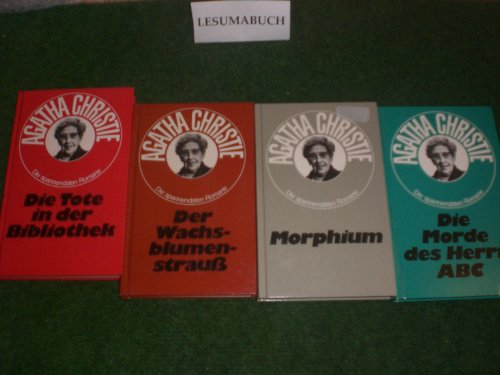 LESUMABUCH
AGATHA CHRISTIE
Die spannendsten Romane
Die Tote
in der
Bibliothek
AGATHA CHRISTIE
Die spannendsten Romane
Der
Wachs-
blumen-
strauß
AGATHA CHRISTIE
Die spannendsten Romane
Morphium
AGATHA CHRISTIE
Die spannendsten Romane
Die
Morde
des Herrn
ABC